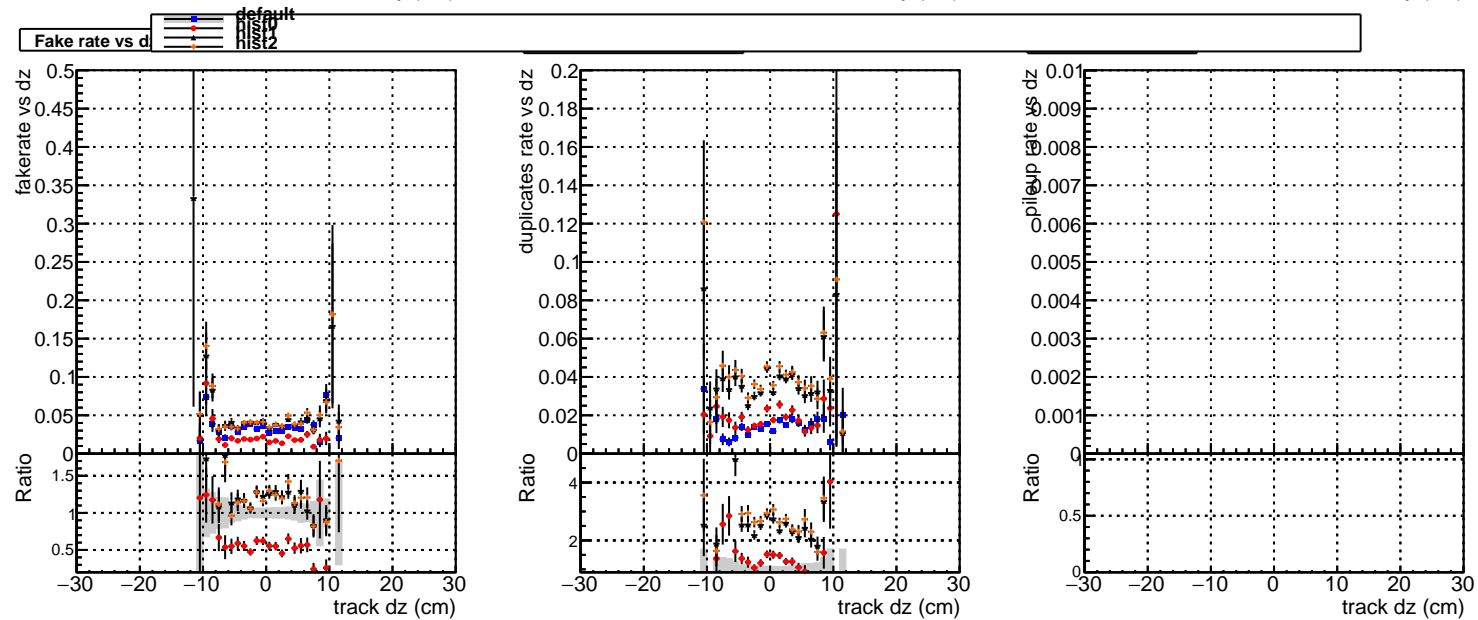 default
hist0
hist1
hist2
Fake rate vs dz
fakerate vs dz
0.5
0.45
0.4
0.35
0.3
0.25
0.2
0.15
0.1
0.05
0
Ratio
1.5
1
0.5
−30 −20 −10 0 10 20 30
track dz (cm)
duplicates rate vs dz
0.2
0.18
0.16
0.14
0.12
0.1
0.08
0.06
0.04
0.02
0
Ratio
4
2
−30 −20 −10 0 10 20 30
track dz (cm)
pileup rate vs dz
0.01
0.009
0.008
0.007
0.006
0.005
0.004
0.003
0.002
0.001
0
Ratio
1
0.5
0
−30 −20 −10 0 10 20 30
track dz (cm)